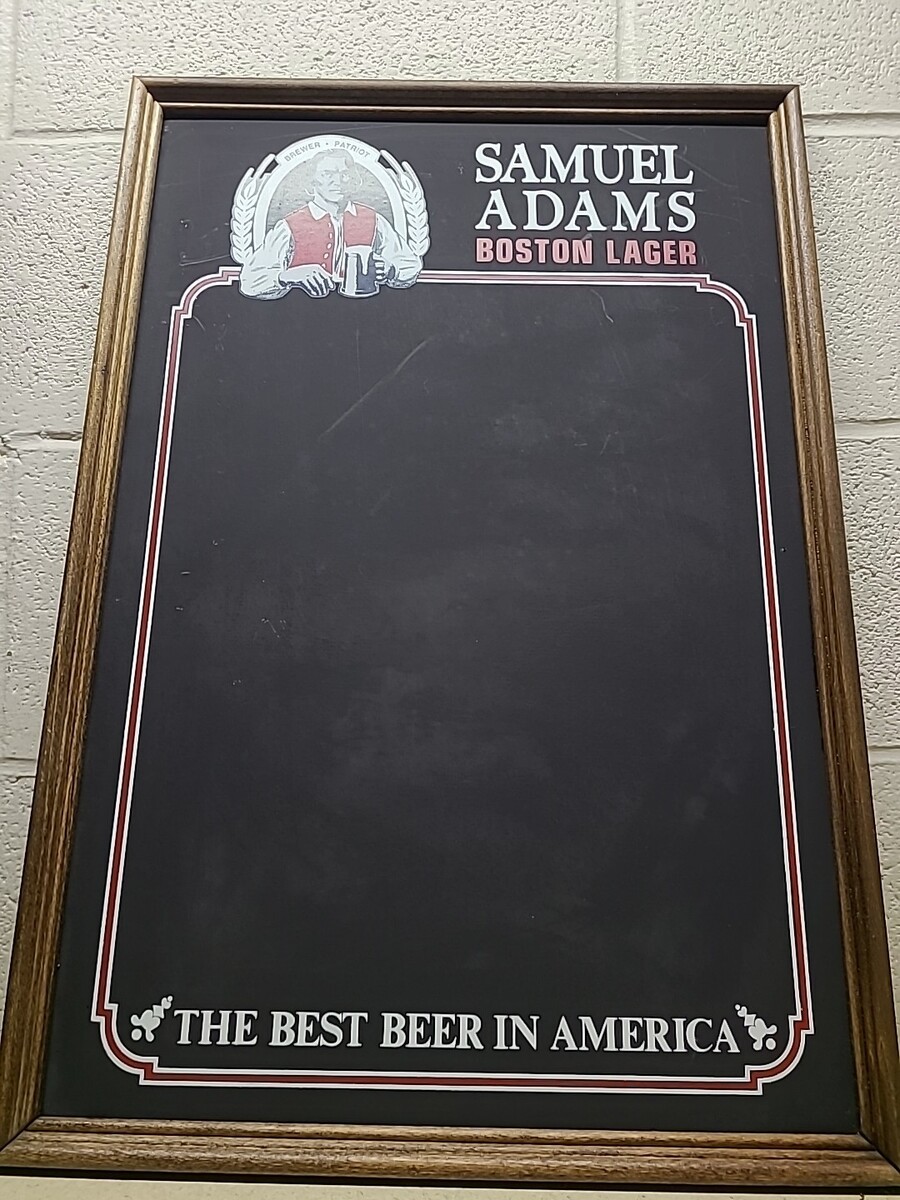 BREWER • PATRIOT
SAMUEL
ADAMS
BOSTON LAGER
THE BEST BEER IN AMERICA